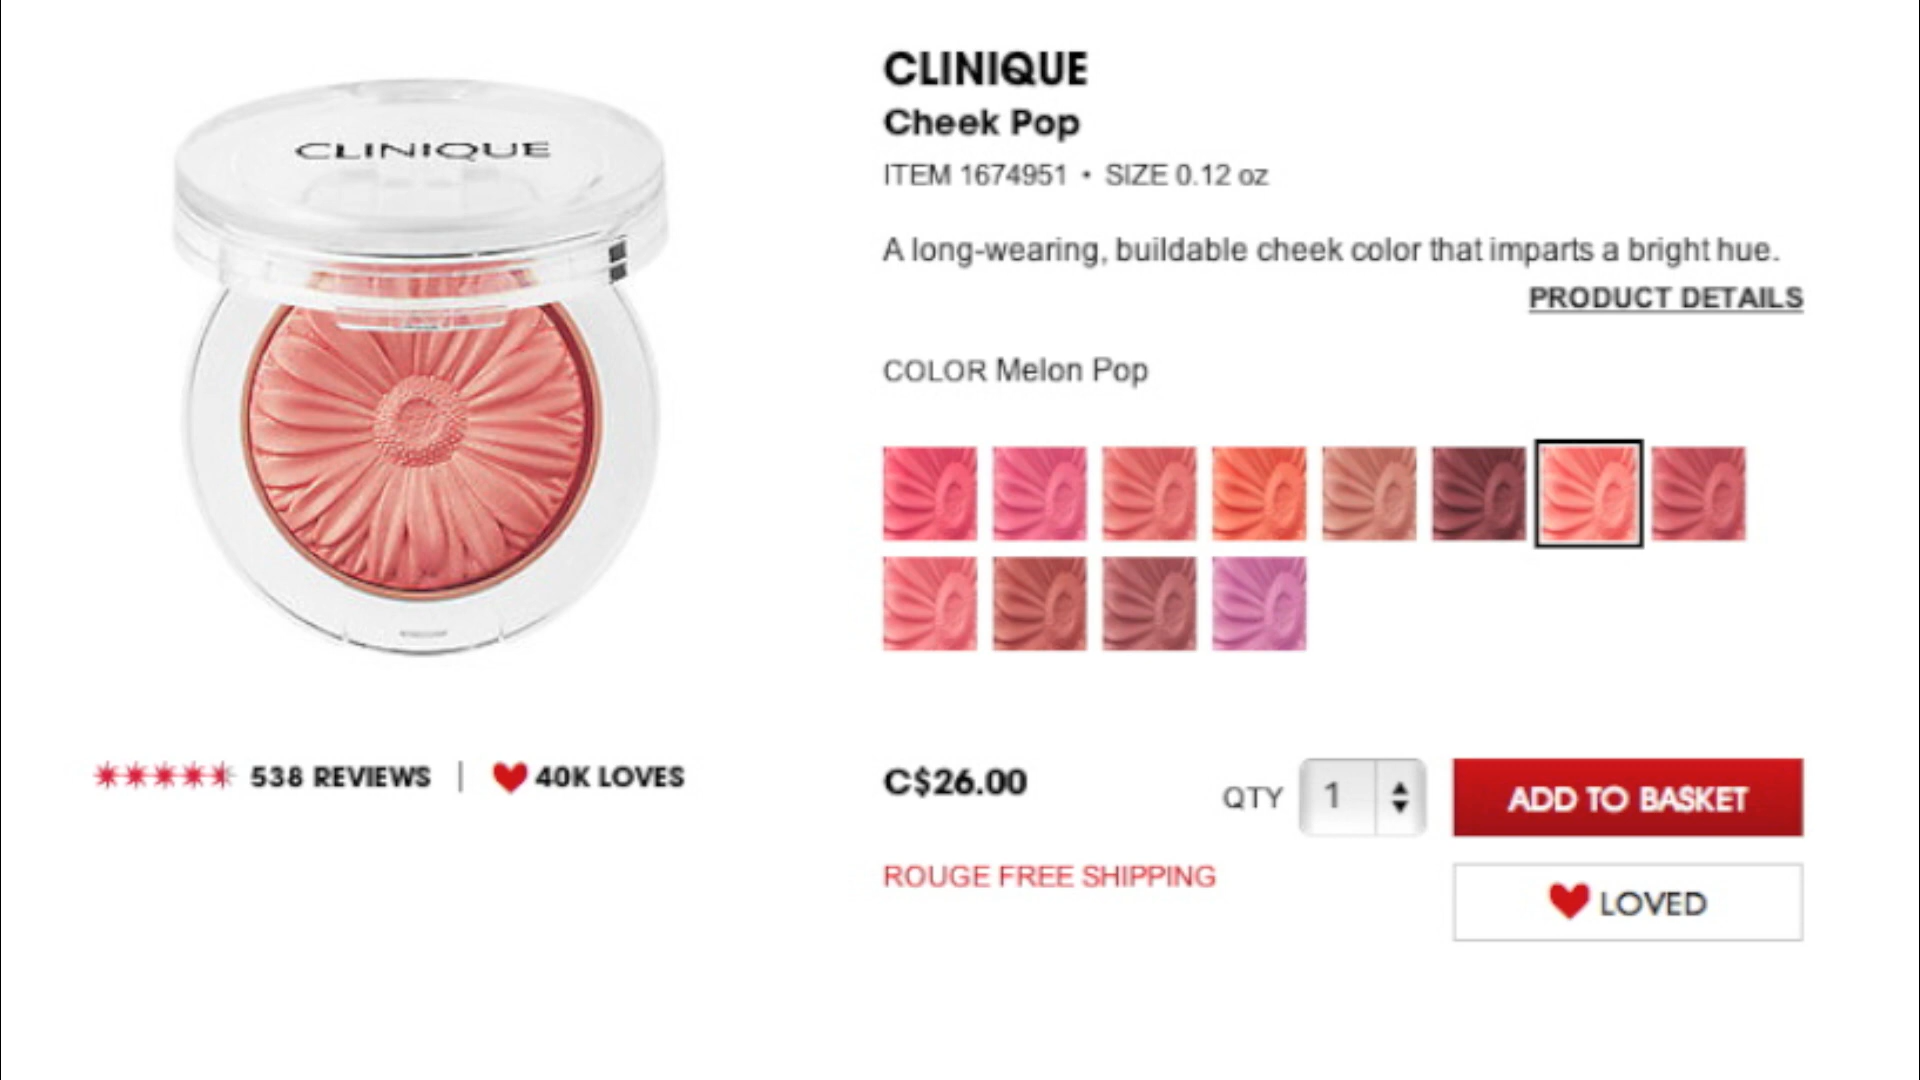 CLINIQUE
CLINIQUE
Cheek Pop
ITEM 1674951 • SIZE 0.12 oz
A long-wearing, buildable cheek color that imparts a bright hue.
PRODUCT DETAILS
COLOR Melon Pop
538 REVIEWS | 40K LOVES
C$26.00
QTY 1
ADD TO BASKET
ROUGE FREE SHIPPING
LOVED